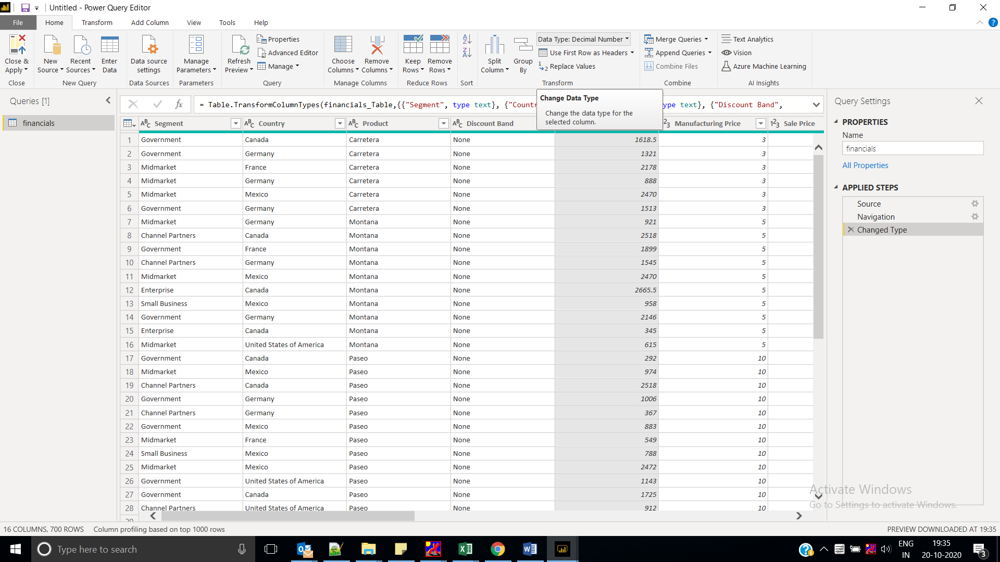 Untitled - Power Query Editor
File Home Transform Add Column View Tools Help
Close & Apply
New Source
Recent Sources
Enter Data
Data source settings
Manage Parameters
Refresh Preview
Properties
Advanced Editor
Manage
Choose Columns
Remove Columns
Keep Rows
Remove Rows
Split Column
Group By
Data Type: Decimal Number
Use First Row as Headers
Replace Values
Merge Queries
Append Queries
Combine Files
Text Analytics
Vision
Azure Machine Learning
Close New Query Data Sources Parameters Query Manage Columns Reduce Rows Sort Transform Combine AI Insights
Queries [1]
financials
fx = Table.TransformColumnTypes(financials_Table,{{"Segment", type text}, {"Countr ype text}, {"Discount Band",
Change Data Type
Change the data type for the
selected column.
ABC Segment ABC Country ABC Product ABC Discount Band 23 Manufacturing Price 123 Sale Price
1 Government Canada Carretera None 1618.5 3
2 Government Germany Carretera None 1321 3
3 Midmarket France Carretera None 2178 3
4 Midmarket Germany Carretera None 888 3
5 Midmarket Mexico Carretera None 2470 3
6 Government Germany Carretera None 1513 3
7 Midmarket Germany Montana None 921 5
8 Channel Partners Canada Montana None 2518 5
9 Government France Montana None 1899 5
10 Channel Partners Germany Montana None 1545 5
11 Midmarket Mexico Montana None 2470 5
12 Enterprise Canada Montana None 2665.5 5
13 Small Business Mexico Montana None 958 5
14 Government Germany Montana None 2146 5
15 Enterprise Canada Montana None 345 5
16 Midmarket United States of America Montana None 615 5
17 Government Canada Paseo None 292 10
18 Midmarket Mexico Paseo None 974 10
19 Channel Partners Canada Paseo None 2518 10
20 Government Germany Paseo None 1006 10
21 Channel Partners Germany Paseo None 367 10
22 Government Mexico Paseo None 883 10
23 Midmarket France Paseo None 549 10
24 Small Business Mexico Paseo None 788 10
25 Midmarket Mexico Paseo None 2472 10
26 Government United States of America Paseo None 1143 10
27 Government Canada Paseo None 1725 10
28 Channel Partners United States of America Paseo None 912 10
29
Query Settings
PROPERTIES
Name
financials
All Properties
APPLIED STEPS
Source
Navigation
Changed Type
Activate Windows
Go to Settings to activate Windows.
16 COLUMNS, 700 ROWS Column profiling based on top 1000 rows
PREVIEW DOWNLOADED AT 19:35
Type here to search
ENG
IN
19:35
20-10-2020
3